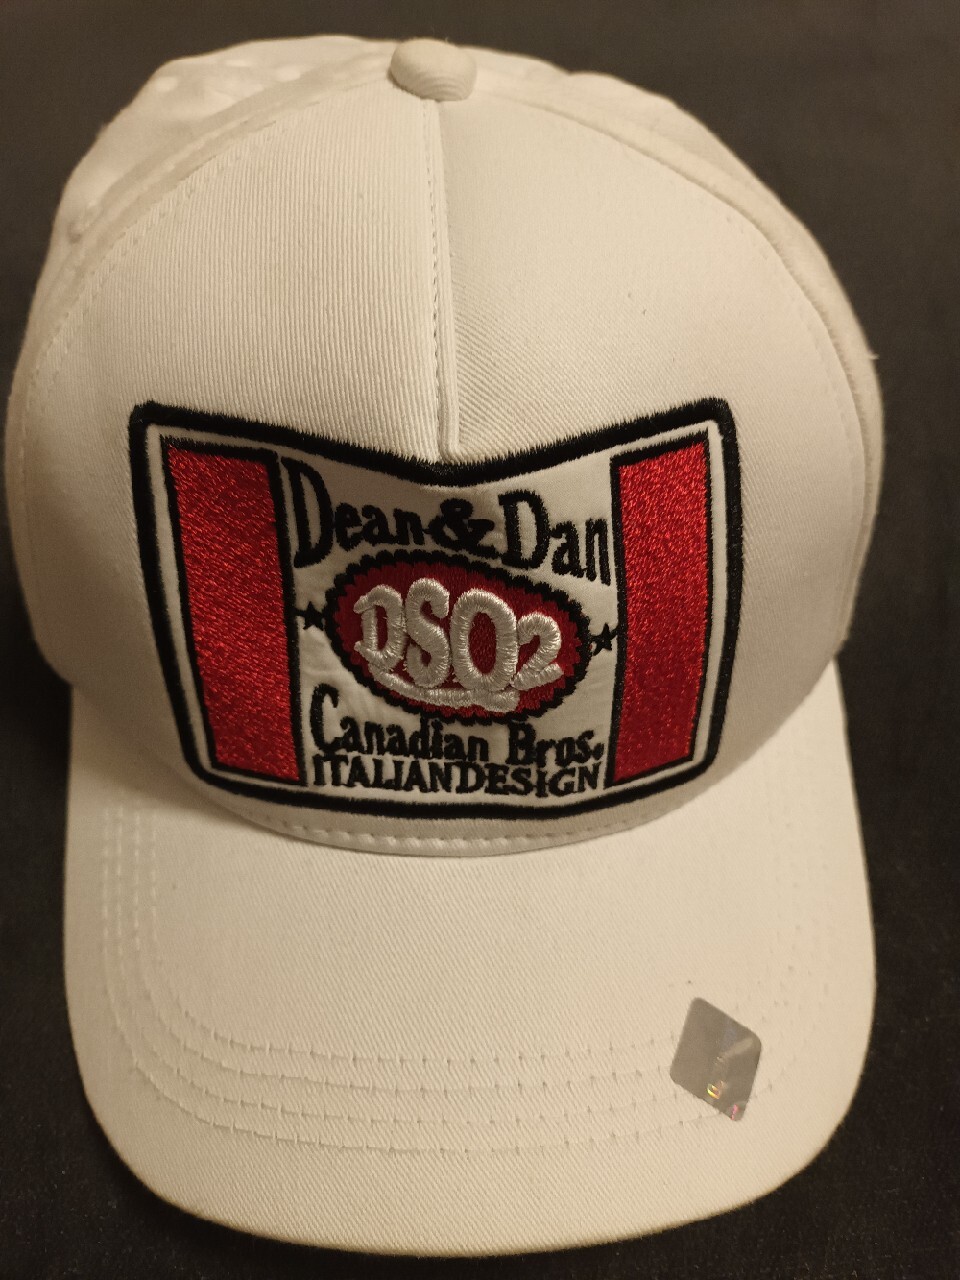 Dean & Dan
DSQ2
Canadian Bros.
ITALIANDESIGN